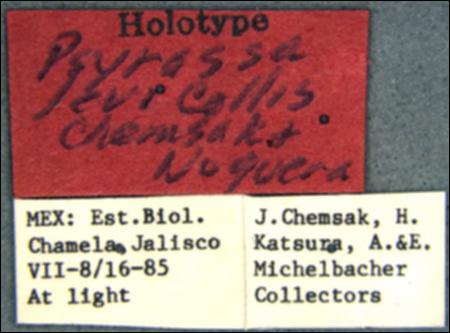 Holotype
Psyrassa
levicollis
Chemsak &
Noguera
MEX: Est.Biol.
Chamela, Jalisco
VII-8/16-85
At light
J.Chemsak, H.
Katsura, A.&E.
Michelbacher
Collectors